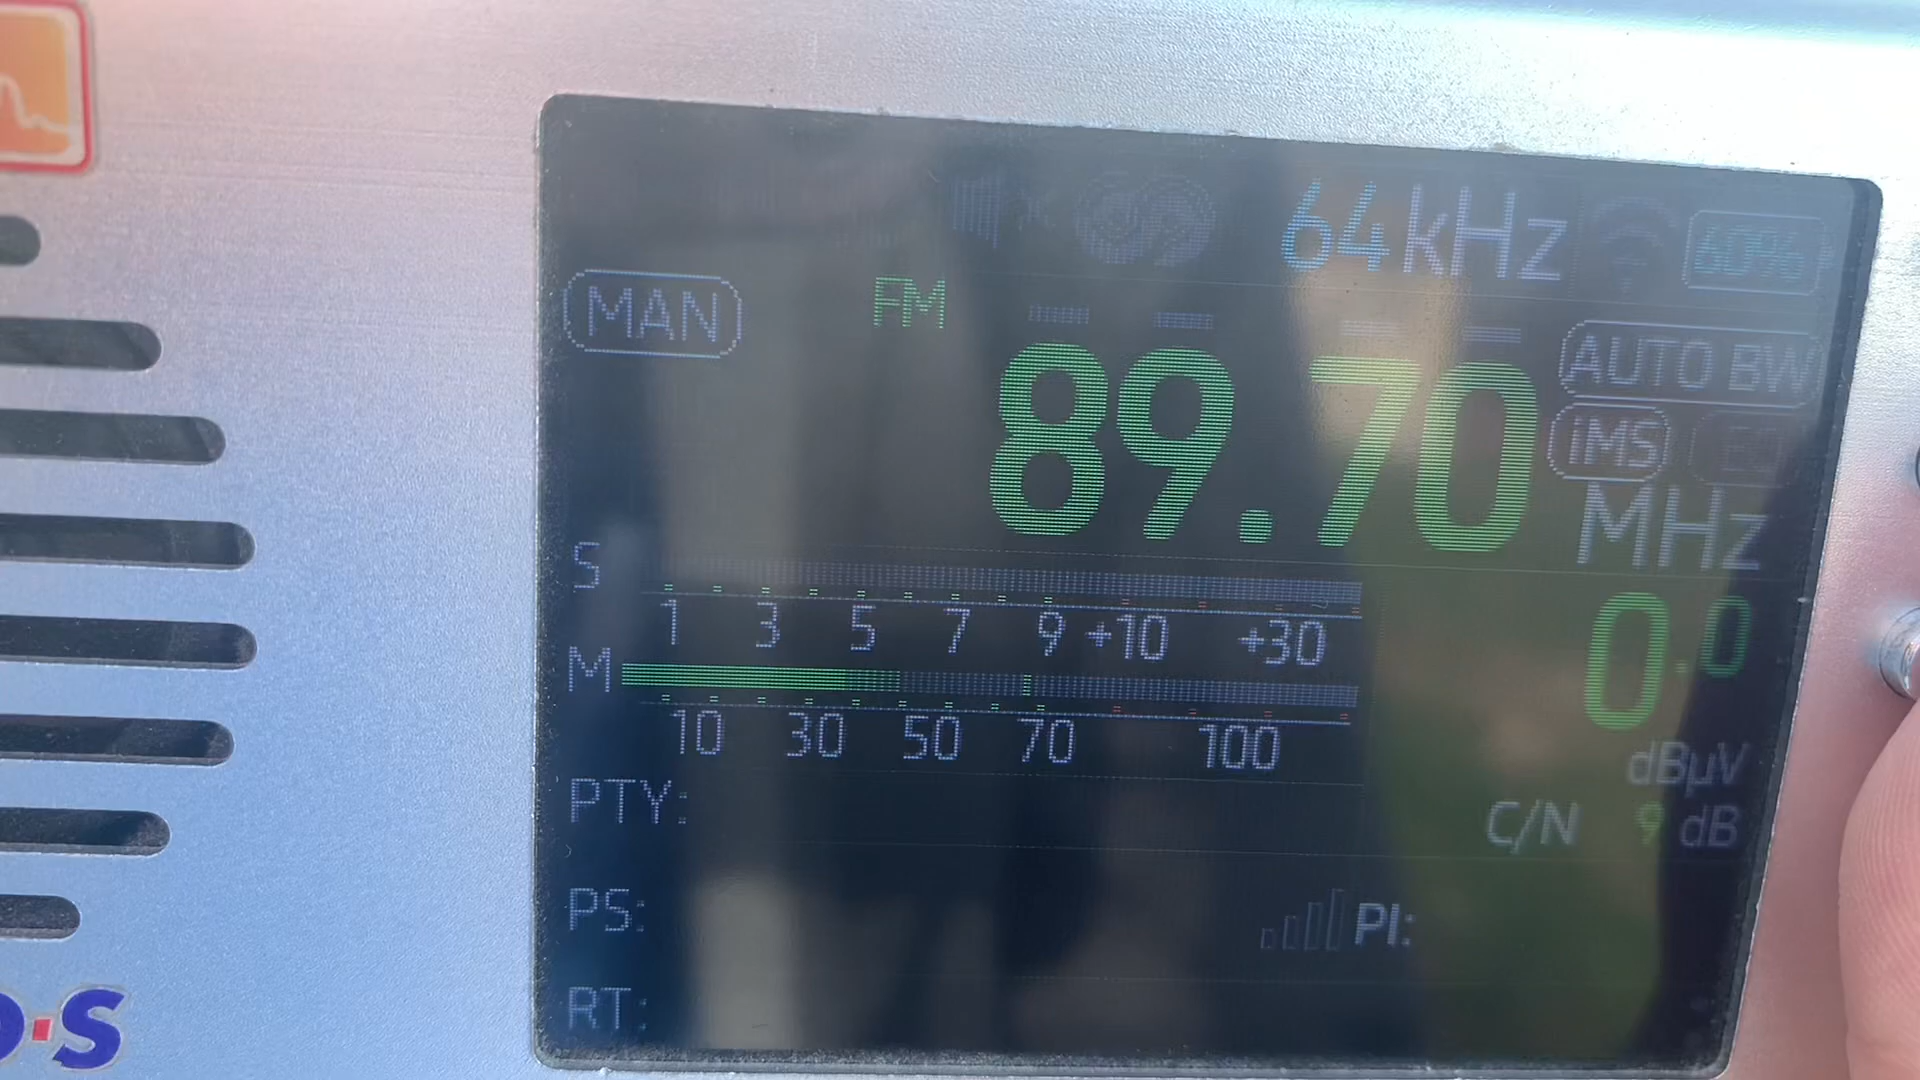 64kHz 60%
MAN FM AUTO BW
89.70 iMS EQ
MHz
S
1 3 5 7 9 +10 +30
0.0
M
10 30 50 70 100
dBµV
PTY:
C/N 9 dB
PS: PI:
RT:
·S